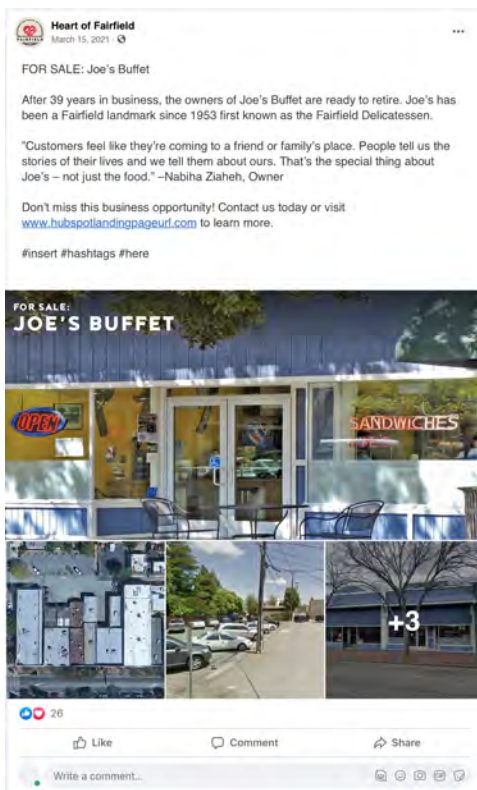 Heart of Fairfield
March 15, 2021 ·
FOR SALE: Joe's Buffet
After 39 years in business, the owners of Joe's Buffet are ready to retire. Joe's has
been a Fairfield landmark since 1953 first known as the Fairfield Delicatessen.
"Customers feel like they're coming to a friend or family's place. People tell us the
stories of their lives and we tell them about ours. That's the special thing about
Joe's – not just the food." –Nabiha Ziaheh, Owner
Don't miss this business opportunity! Contact us today or visit
www.hubspotlandingpageurl.com to learn more.
#insert #hashtags #here
FOR SALE:
JOE'S BUFFET
OPEN
SANDWICHES
+3
26
Like
Comment
Share
Write a comment...